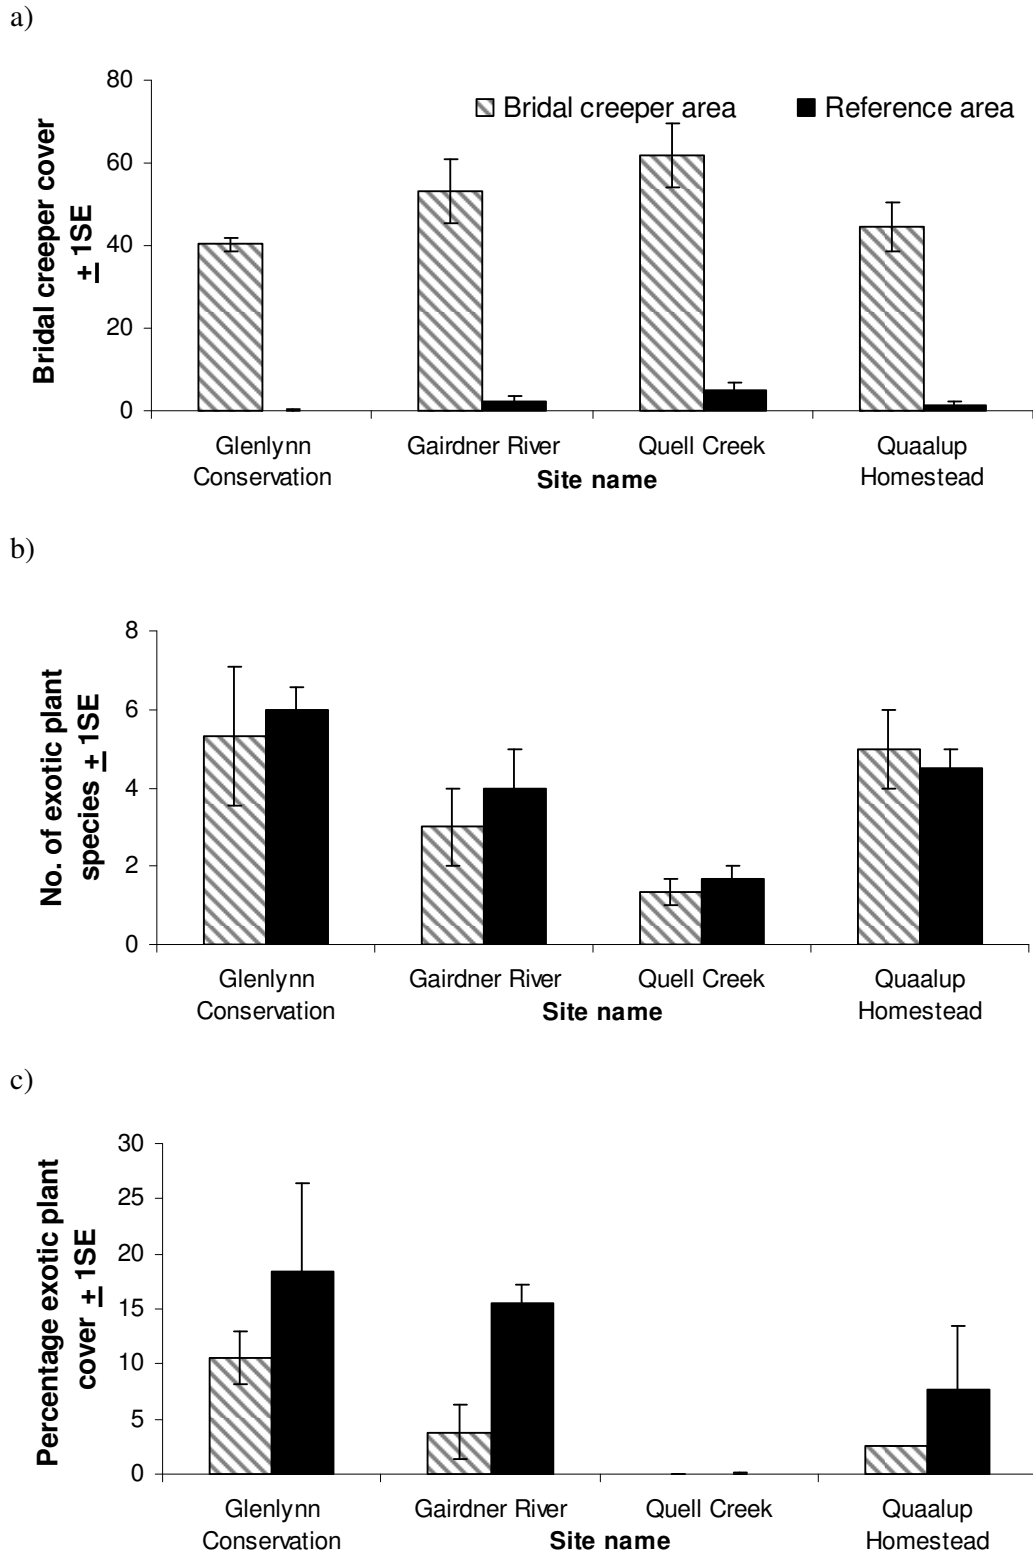 a)
80
60
40
20
0
Bridal creeper cover
± 1SE
Bridal creeper area
Reference area
Glenlynn
Conservation
Gairdner River
Quell Creek
Quaalup
Homestead
Site name
b)
8
6
4
2
0
No. of exotic plant
species ± 1SE
Glenlynn
Conservation
Gairdner River
Quell Creek
Quaalup
Homestead
Site name
c)
30
25
20
15
10
5
0
Percentage exotic plant
cover ± 1SE
Glenlynn
Conservation
Gairdner River
Quell Creek
Quaalup
Homestead
Site name